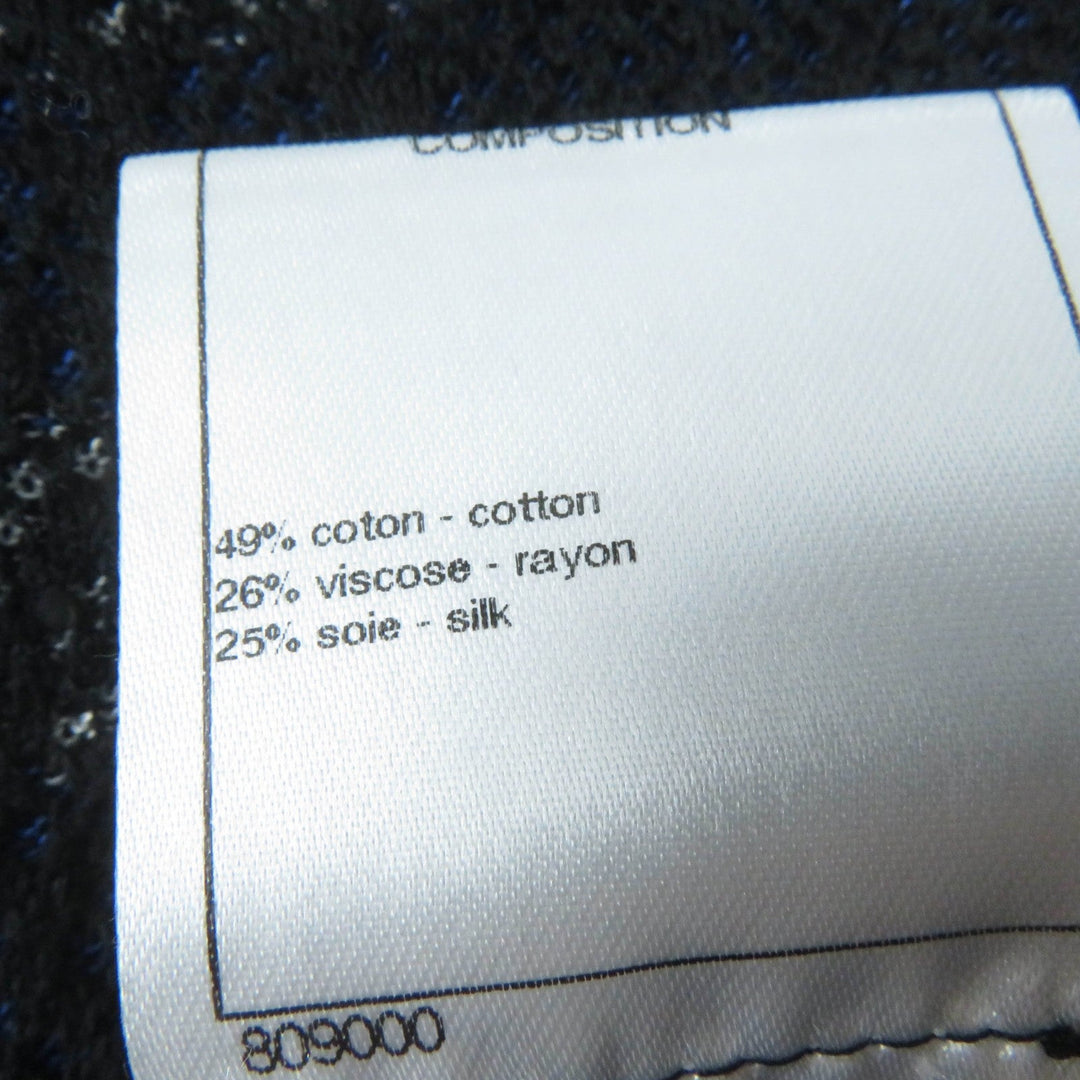 COMPOSITION
49% coton - cotton
26% viscose - rayon
25% soie - silk
809000